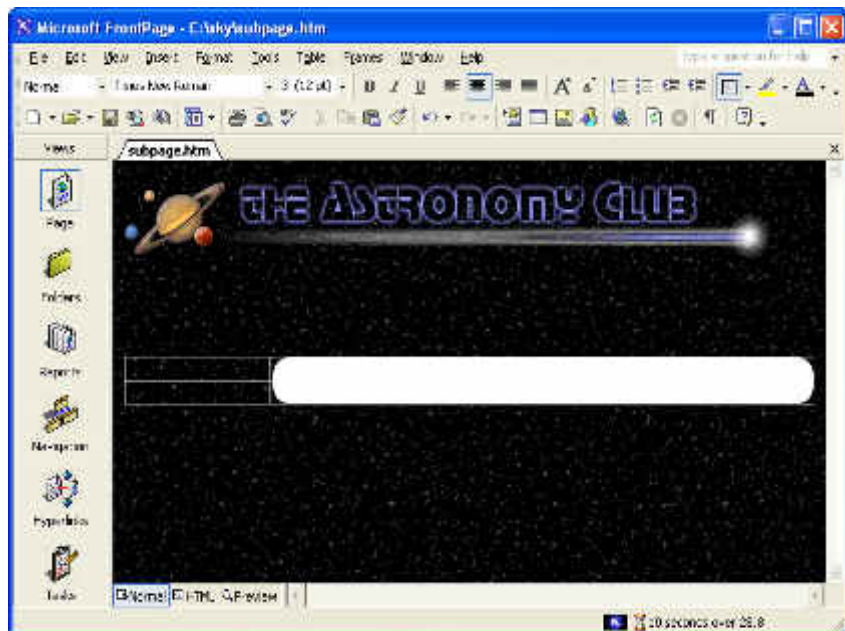 Microsoft FrontPage - C:\sky\subpage.htm
File Edit View Insert Format Tools Table Frames Window Help
Normal Times New Roman 3 (12 pt) B I U A A A
Views subpage.htm x
the Astronomy Club
Page
Folders
Reports
Navigation
Hyperlinks
Tasks
Normal HTML Preview
10 seconds over 28.8